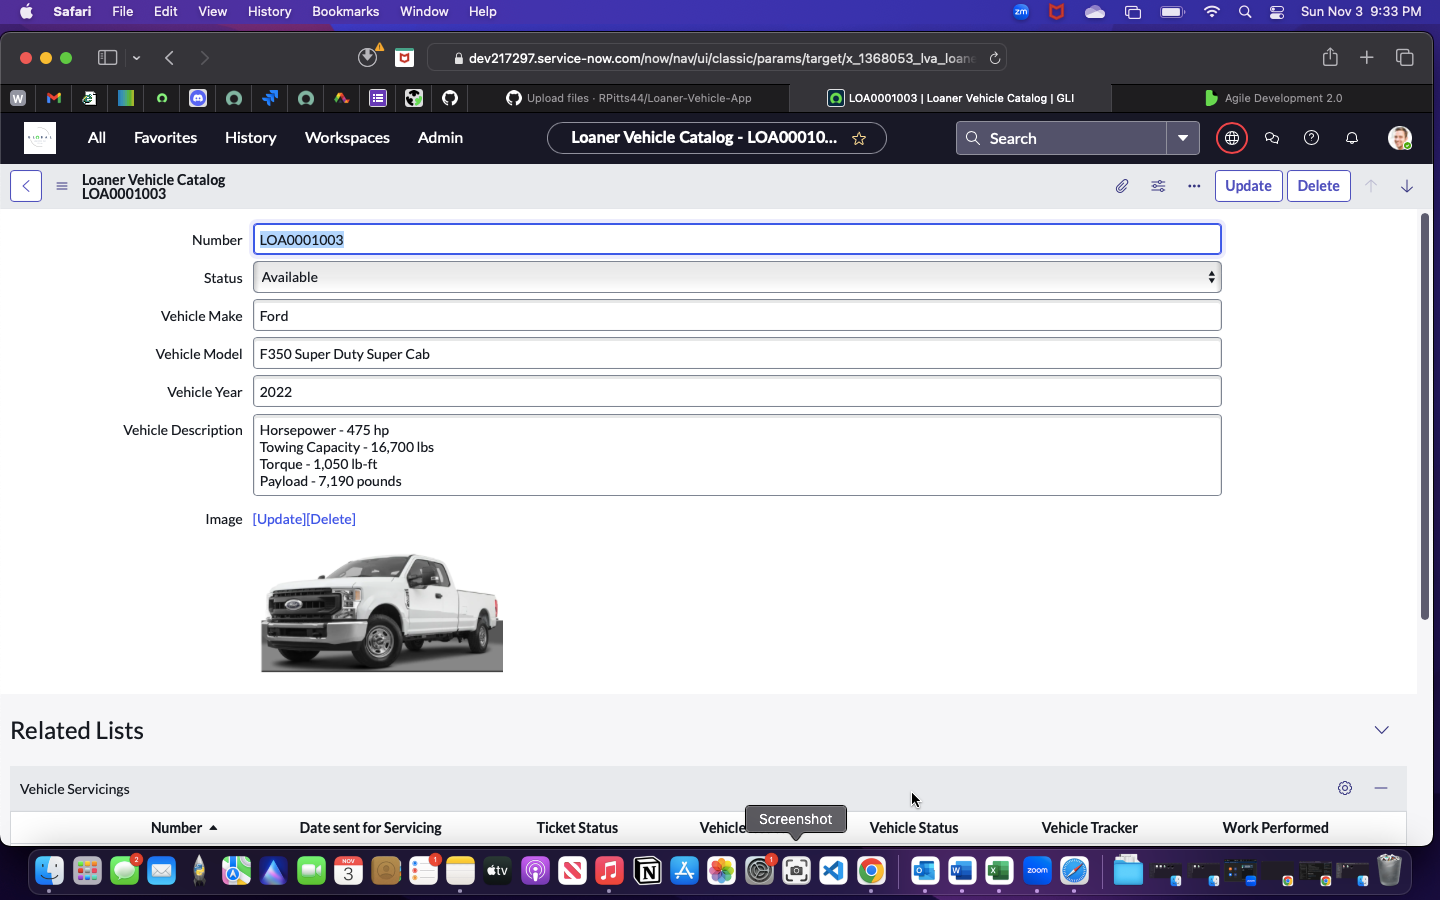 Safari File Edit View History Bookmarks Window Help
zm
Sun Nov 3 9:33 PM
dev217297.service-now.com/now/nav/ui/classic/params/target/x_1368053_lva_loane
W
Upload files · RPitts44/Loaner-Vehicle-App
LOA0001003 | Loaner Vehicle Catalog | GLI
Agile Development 2.0
All Favorites History Workspaces Admin
Loaner Vehicle Catalog - LOA00010...
Search
Loaner Vehicle Catalog
LOA0001003
Update
Delete
Number LOA0001003
Status Available
Vehicle Make Ford
Vehicle Model F350 Super Duty Super Cab
Vehicle Year 2022
Vehicle Description Horsepower - 475 hp
Towing Capacity - 16,700 lbs
Torque - 1,050 lb-ft
Payload - 7,190 pounds
Image [Update][Delete]
Related Lists
Vehicle Servicings
Number Date sent for Servicing Ticket Status Vehicle Vehicle Status Vehicle Tracker Work Performed
Screenshot
2
NOV
3
1
tv
1
zoom